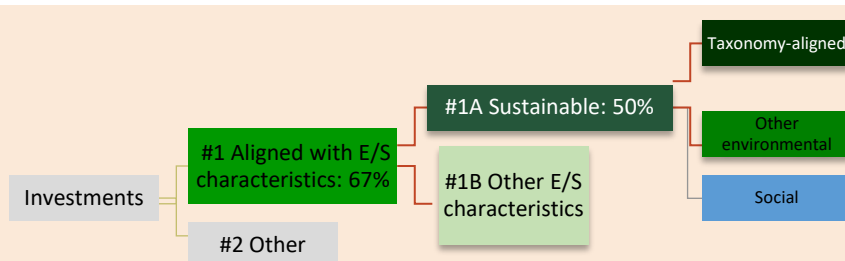 Taxonomy-aligned
#1A Sustainable: 50%
Other
environmental
#1 Aligned with E/S
characteristics: 67%
#1B Other E/S
characteristics
Social
Investments
#2 Other